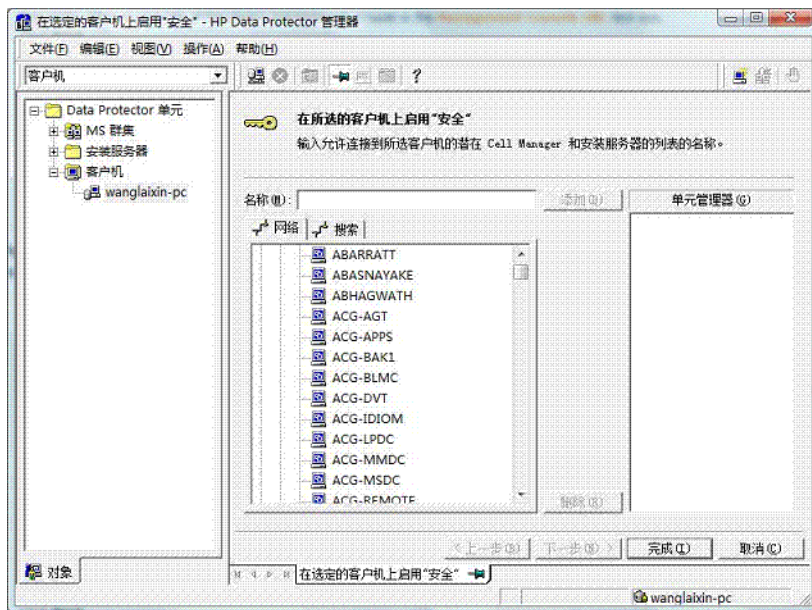 在选定的客户机上启用"安全" - HP Data Protector 管理器
文件(F) 编辑(E) 视图(V) 操作(A) 帮助(H)
客户机
Data Protector 单元
MS 群集
安装服务器
客户机
wanglaixin-pc
在所选的客户机上启用"安全"
输入允许连接到所选客户机的潜在 Cell Manager 和安装服务器的列表的名称。
名称(M):
添加(D)
单元管理器(G)
网络 搜索
ABARRATT
ABASNAYAKE
ABHAGWATH
ACG-AGT
ACG-APPS
ACG-BAK1
ACG-BLMC
ACG-DVT
ACG-IDIOM
ACG-LPDC
ACG-MMDC
ACG-MSDC
ACG-REMOTE
删除(R)
<上一步(B) 下一步(N) > 完成(I) 取消(C)
对象
在选定的客户机上启用"安全"
wanglaixin-pc